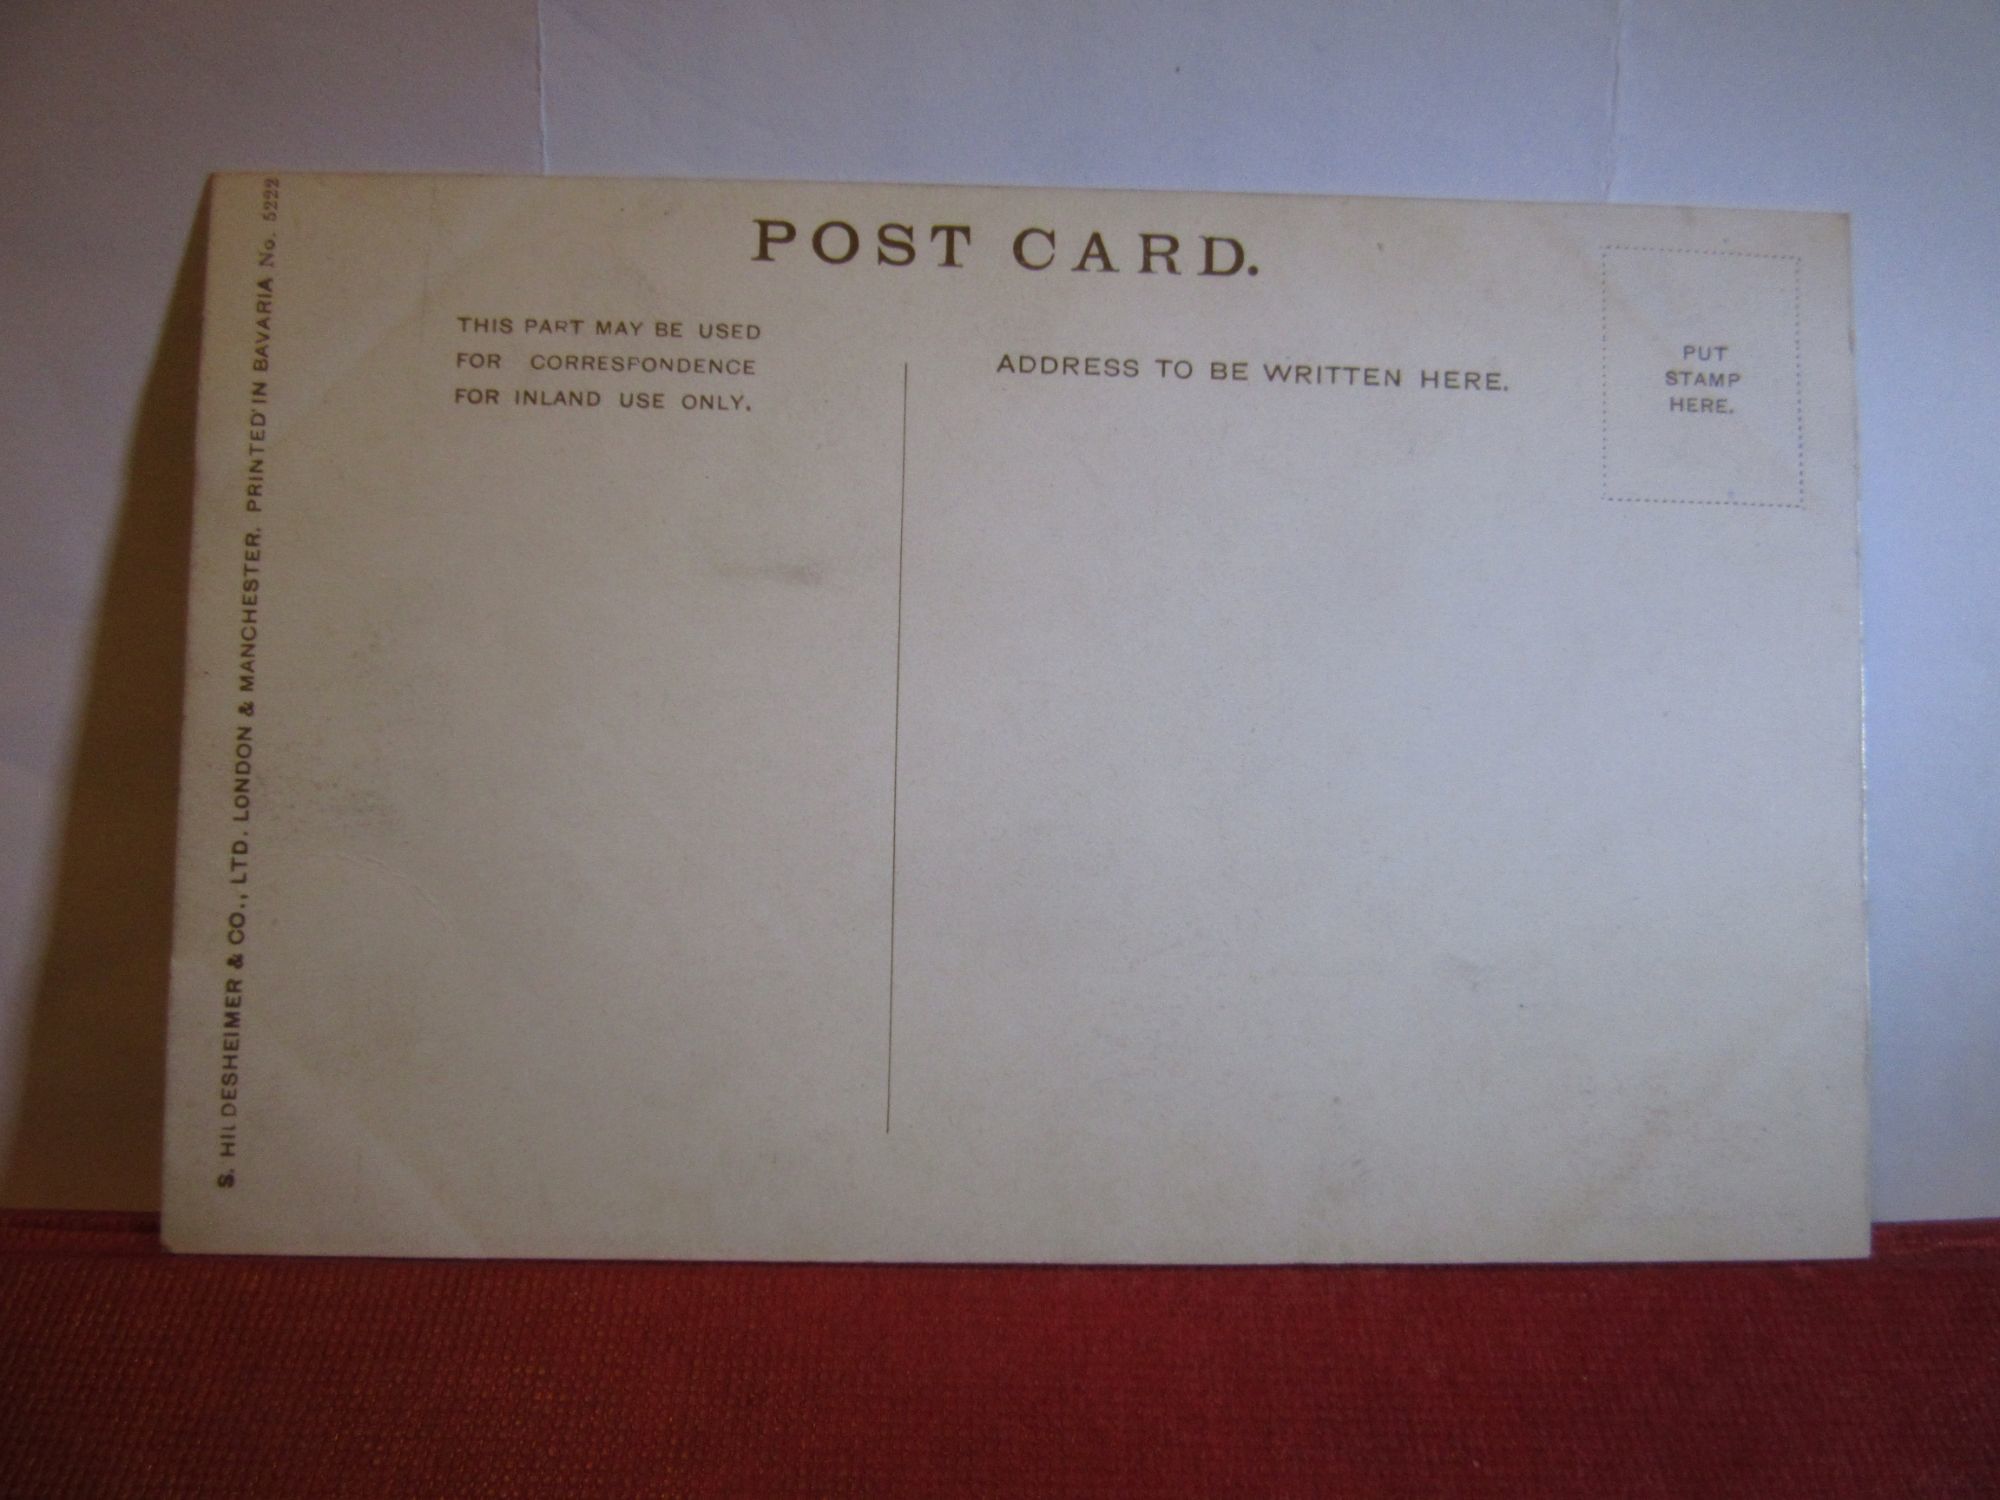 POST CARD.
THIS PART MAY BE USED
FOR CORRESPONDENCE
FOR INLAND USE ONLY.
ADDRESS TO BE WRITTEN HERE.
PUT
STAMP
HERE.
S. HILDESHEIMER & CO., LTD. LONDON & MANCHESTER. PRINTED IN BAVARIA No. 5222